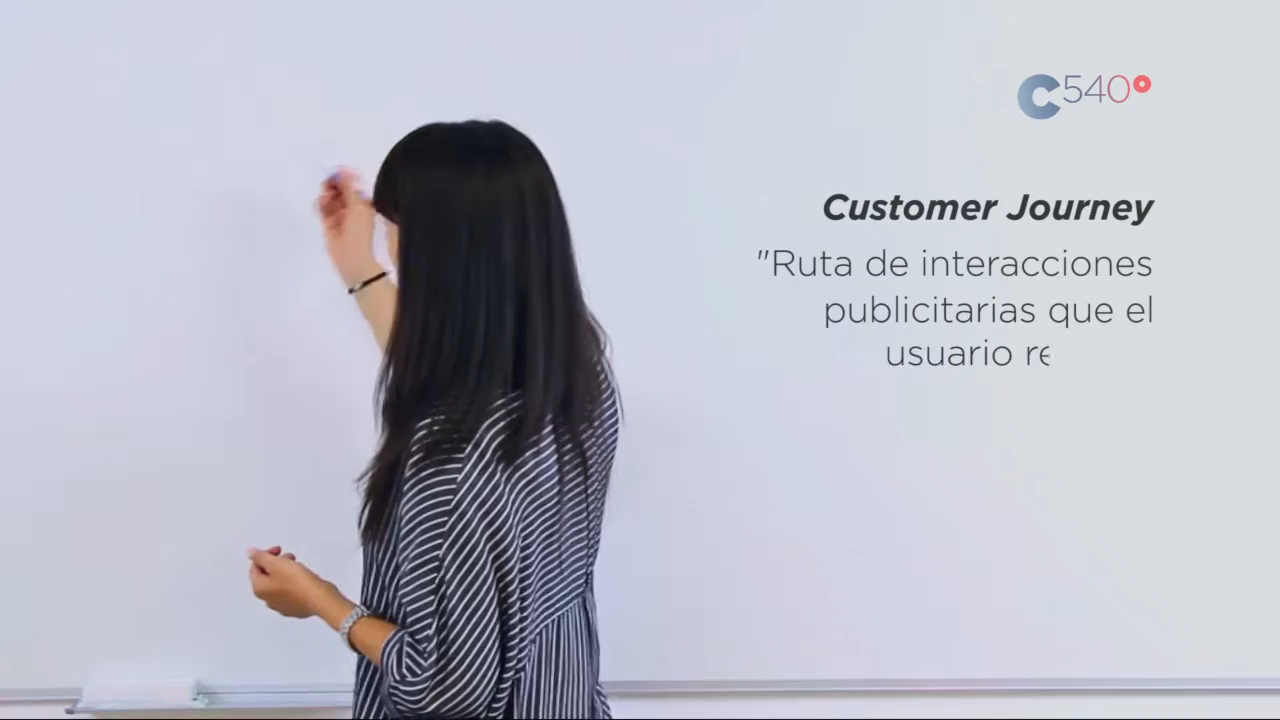 C540°
Customer Journey
"Ruta de interacciones
publicitarias que el
usuario re